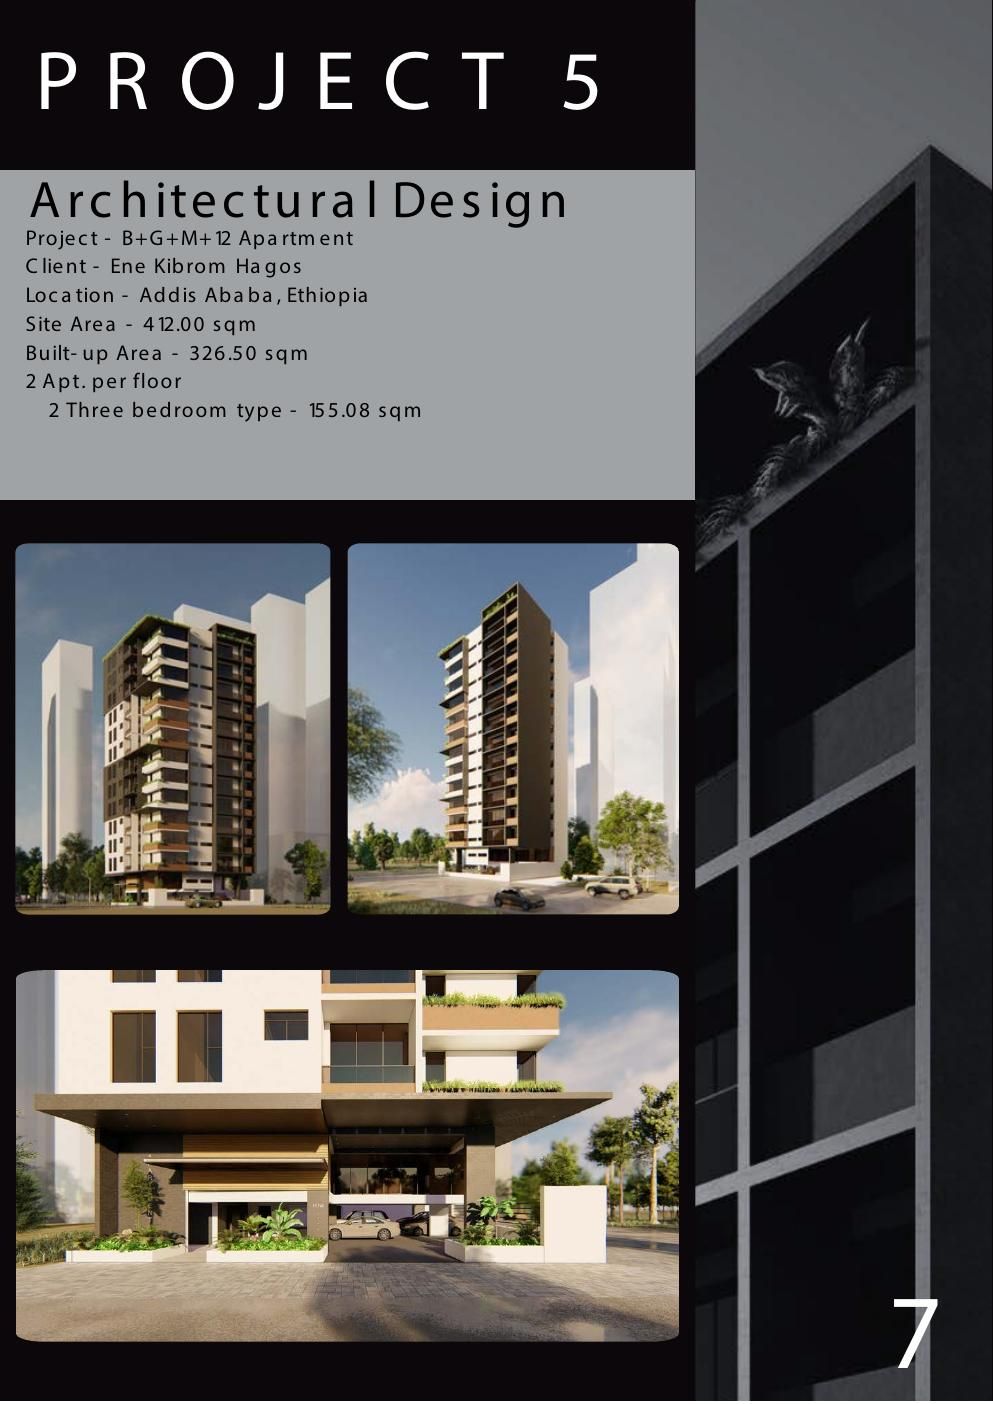 PROJECT 5
Architectural Design
Project - B+G+M+12 Apartment
Client - Ene Kibrom Hagos
Location - Addis Ababa, Ethiopia
Site Area - 412.00 sqm
Built-up Area - 326.50 sqm
2 Apt. per floor
2 Three bedroom type - 155.08 sqm
7